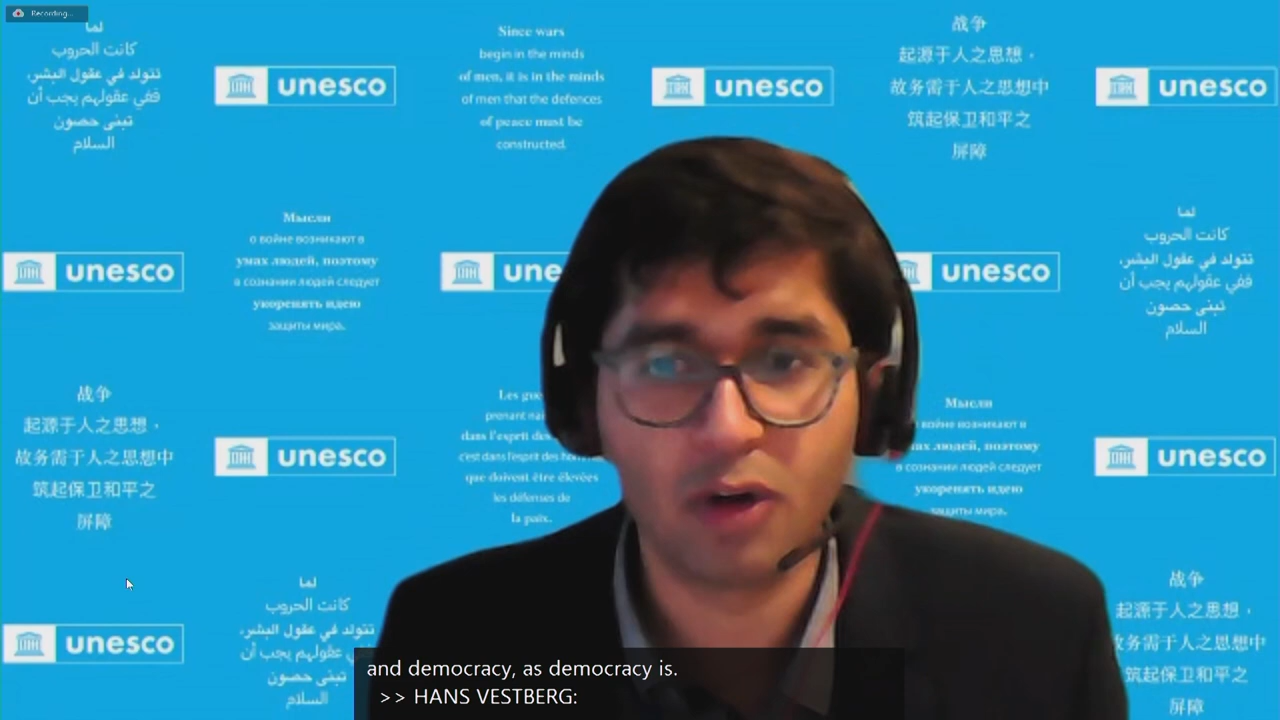 Recording...
لما
كانت الحروب
تتولد في عقول البشر،
ففي عقولهم يجب أن
تبنى حصون
السلام
unesco
Since wars
begin in the minds
of men, it is in the minds
of men that the defences
of peace must be
constructed.
unesco
战争
起源于人之思想，
故务需于人之思想中
筑起保卫和平之
屏障
unesco
unesco
Мысли
о войне возникают в
умах людей, поэтому
в сознании людей следует
укоренять идею
защиты мира.
une
unesco
لما
كانت الحروب
تتولد في عقول البشر،
ففي عقولهم يجب أن
تبنى حصون
السلام
战争
起源于人之思想，
故务需于人之思想中
筑起保卫和平之
屏障
unesco
Les
prenant
dans l'esprit des
c'est dans l'esprit des
que doivent être élevées
les défenses de
la paix.
Мысли
войне возникают в
людей, поэтому
в сознании людей следует
укоренять идею
защиты мира.
unesco
unesco
لما
كانت الحروب
تتولد في عقول البشر،
عقولهم يجب أن
تبنى
السلام
战争
起源于人之思想，
务需于人之思想中
筑起保卫和平之
屏障
and democracy, as democracy is.
>> HANS VESTBERG: